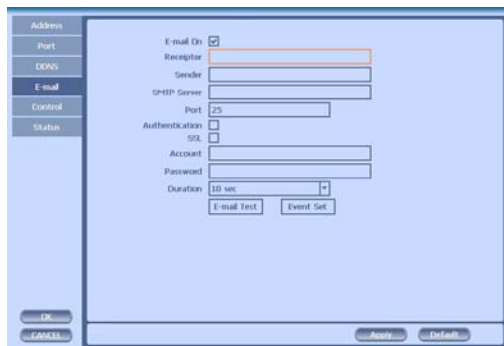 Address
Port
DDNS
E-mail
Control
Status
E-mail On
Receiptor
Sender
SMTP Server
Port 25
Authentication
SSL
Account
Password
Duration 10 sec
E-mail Test Event Set
OK
CANCEL
Apply Default